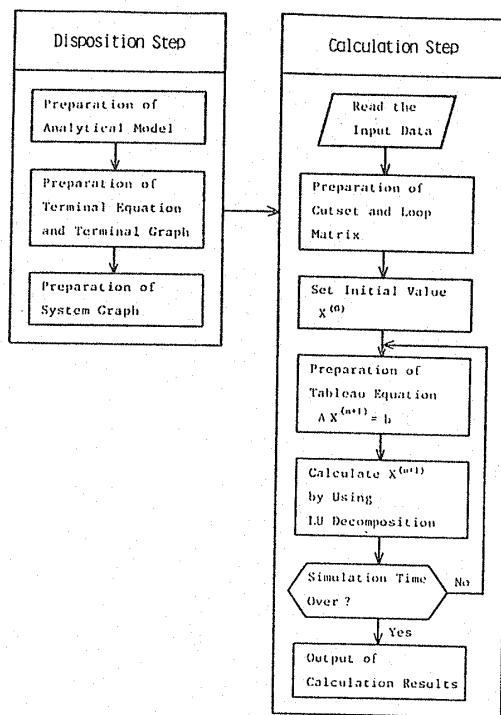 Disposition Step
Preparation of
Analytical Model
Preparation of
Terminal Equation
and Terminal Graph
Preparation of
System Graph
Calculation Step
Read the
Input Data
Preparation of
Cutset and Loop
Matrix
Set Initial Value
X⁽⁰⁾
Preparation of
Tableau Equation
A X⁽ⁿ⁺¹⁾ = b
Calculate X⁽ⁿ⁺¹⁾
by Using
LU Decomposition
Simulation Time
Over ?
No
Yes
Output of
Calculation Results